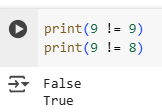 print(9 != 9)
print(9 != 8)
False
True